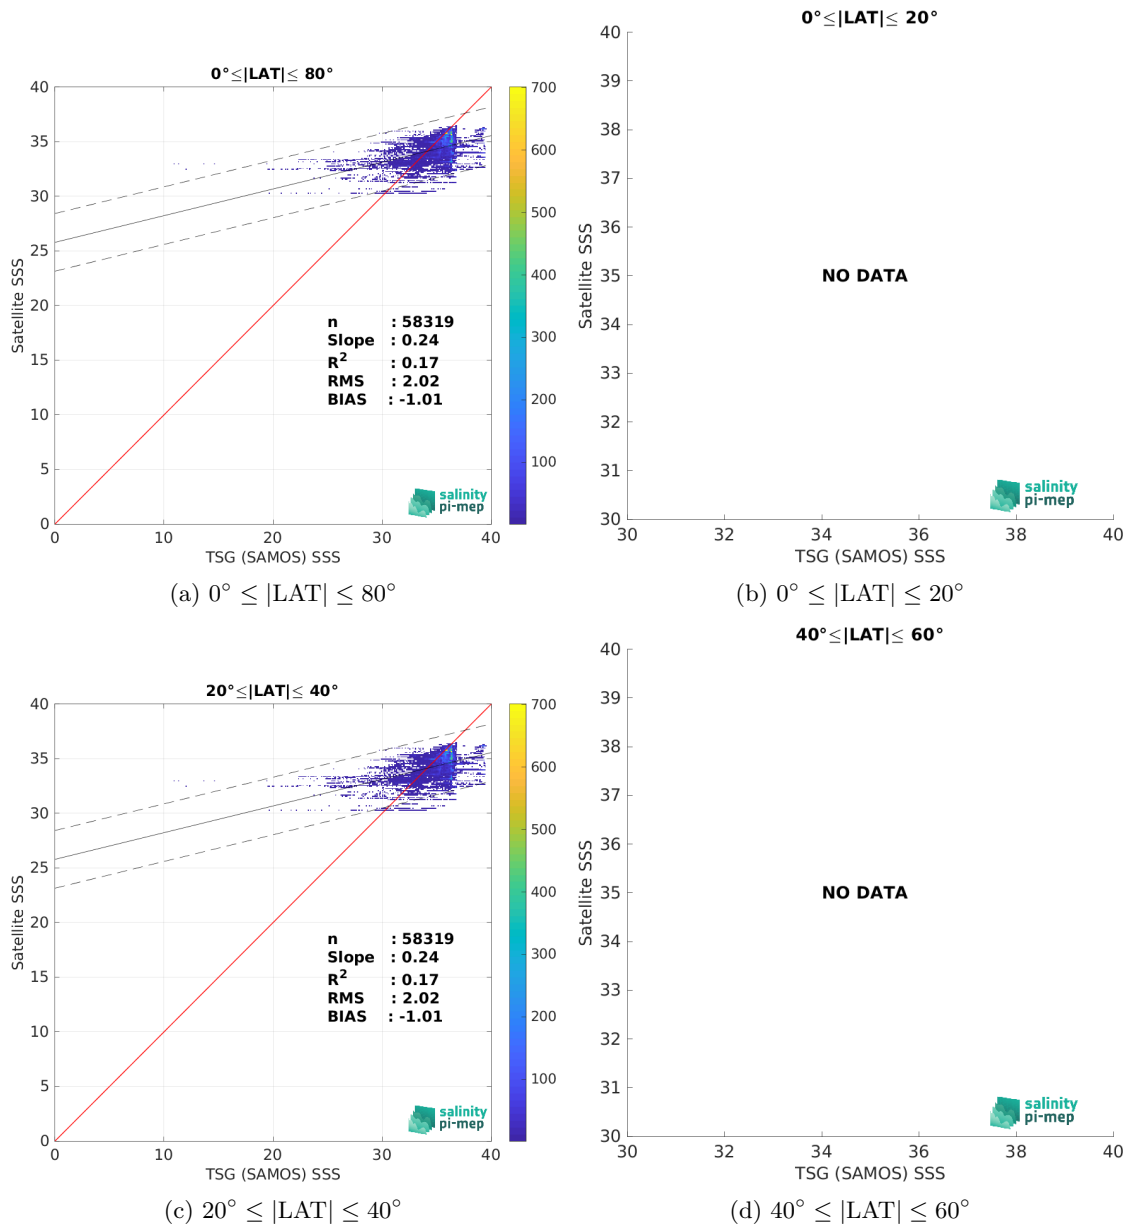 0°≤|LAT|≤ 80°
40
35
30
25
20
15
10
5
0
Satellite SSS
n : 58319
Slope : 0.24
R² : 0.17
RMS : 2.02
BIAS : -1.01
salinity
pi-mep
0 10 20 30 40
TSG (SAMOS) SSS
700
600
500
400
300
200
100
(a) 0° ≤ |LAT| ≤ 80°
0°≤|LAT|≤ 20°
40
39
38
37
36
35
34
33
32
31
30
Satellite SSS
NO DATA
salinity
pi-mep
30 32 34 36 38 40
TSG (SAMOS) SSS
(b) 0° ≤ |LAT| ≤ 20°
20°≤|LAT|≤ 40°
40
35
30
25
20
15
10
5
0
Satellite SSS
n : 58319
Slope : 0.24
R² : 0.17
RMS : 2.02
BIAS : -1.01
salinity
pi-mep
0 10 20 30 40
TSG (SAMOS) SSS
700
600
500
400
300
200
100
(c) 20° ≤ |LAT| ≤ 40°
40°≤|LAT|≤ 60°
40
39
38
37
36
35
34
33
32
31
30
Satellite SSS
NO DATA
salinity
pi-mep
30 32 34 36 38 40
TSG (SAMOS) SSS
(d) 40° ≤ |LAT| ≤ 60°